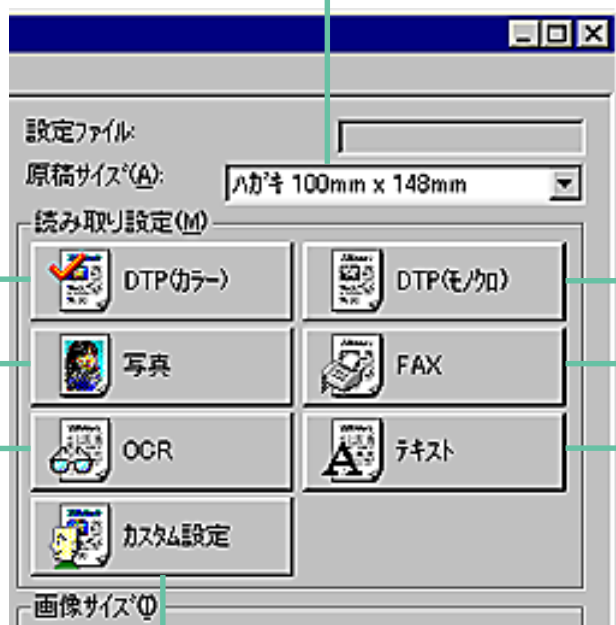 設定ファイル:
原稿サイズ(A):
ハガキ 100mm x 148mm
読み取り設定(M)
DTP(カラー)
DTP(モノクロ)
写真
FAX
OCR
テキスト
カスタム設定
画像サイズ(I)